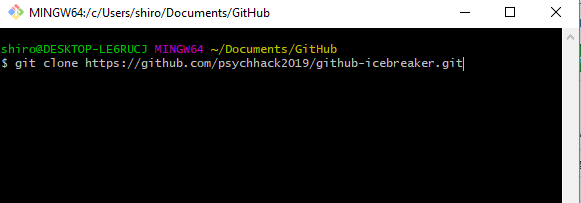 MINGW64:/c/Users/shiro/Documents/GitHub
shiro@DESKTOP-LE6RUCJ MINGW64 ~/Documents/GitHub
$ git clone https://github.com/psychhack2019/github-icebreaker.git